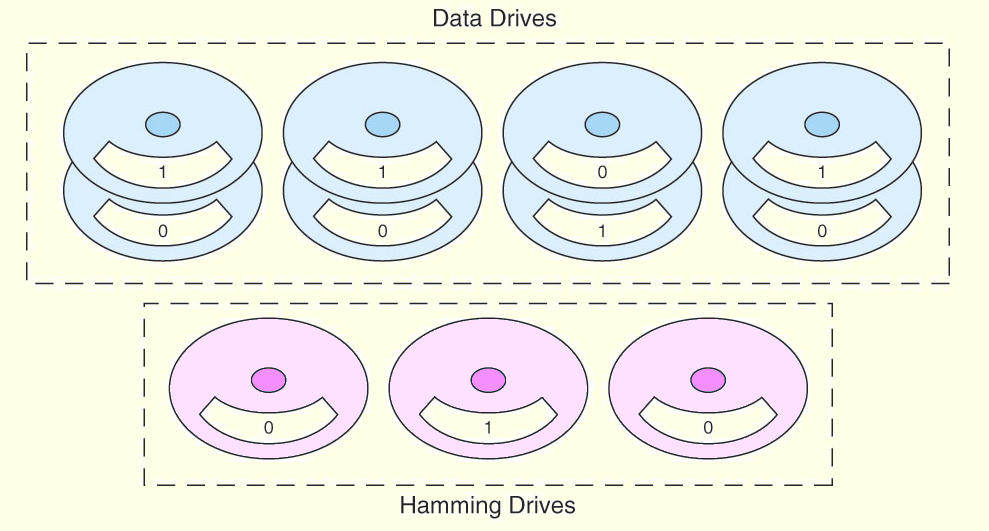 Data Drives
1 1 0 1
0 0 1 0
0 1 0
Hamming Drives